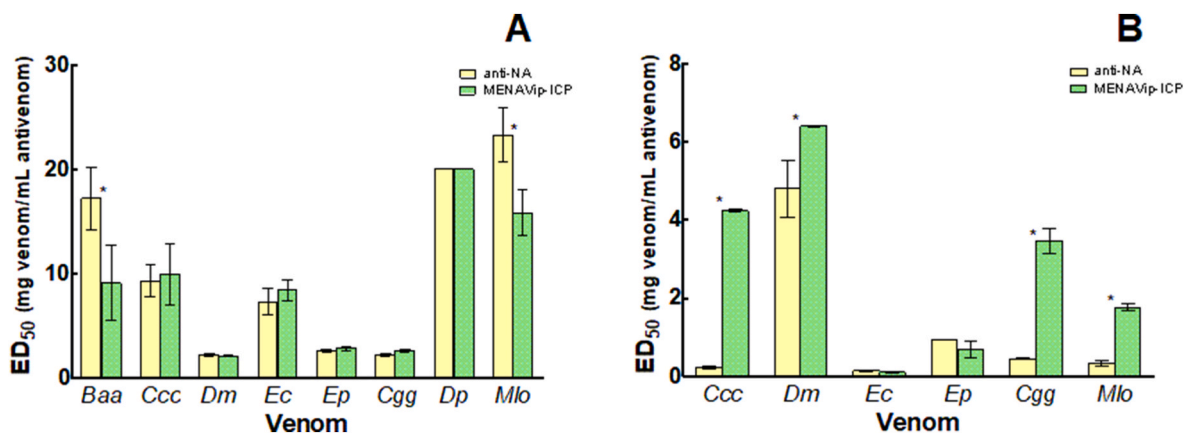 A
30
20
10
0
ED50 (mg venom/mL antivenom)
anti-NA
MENAVip-ICP
*
*
Baa Ccc Dm Ec Ep Cgg Dp Mlo
Venom
B
8
6
4
2
0
ED50 (mg venom/mL antivenom)
anti-NA
MENAVip-ICP
*
*
*
*
Ccc Dm Ec Ep Cgg Mlo
Venom